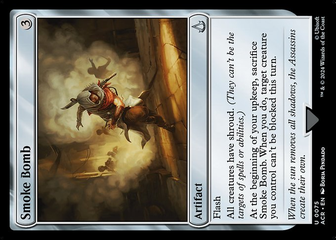 Smoke Bomb
3
Artifact
Flash
All creatures have shroud. (They can't be the
targets of spells or abilities.)
At the beginning of your upkeep, sacrifice
Smoke Bomb. When you do, target creature
you control can't be blocked this turn.
When the sun removes all shadows, the Assassins
create their own.
U 0075
ACR • EN Borja Pindado
© Ubisoft
™ & © 2024 Wizards of the Coast